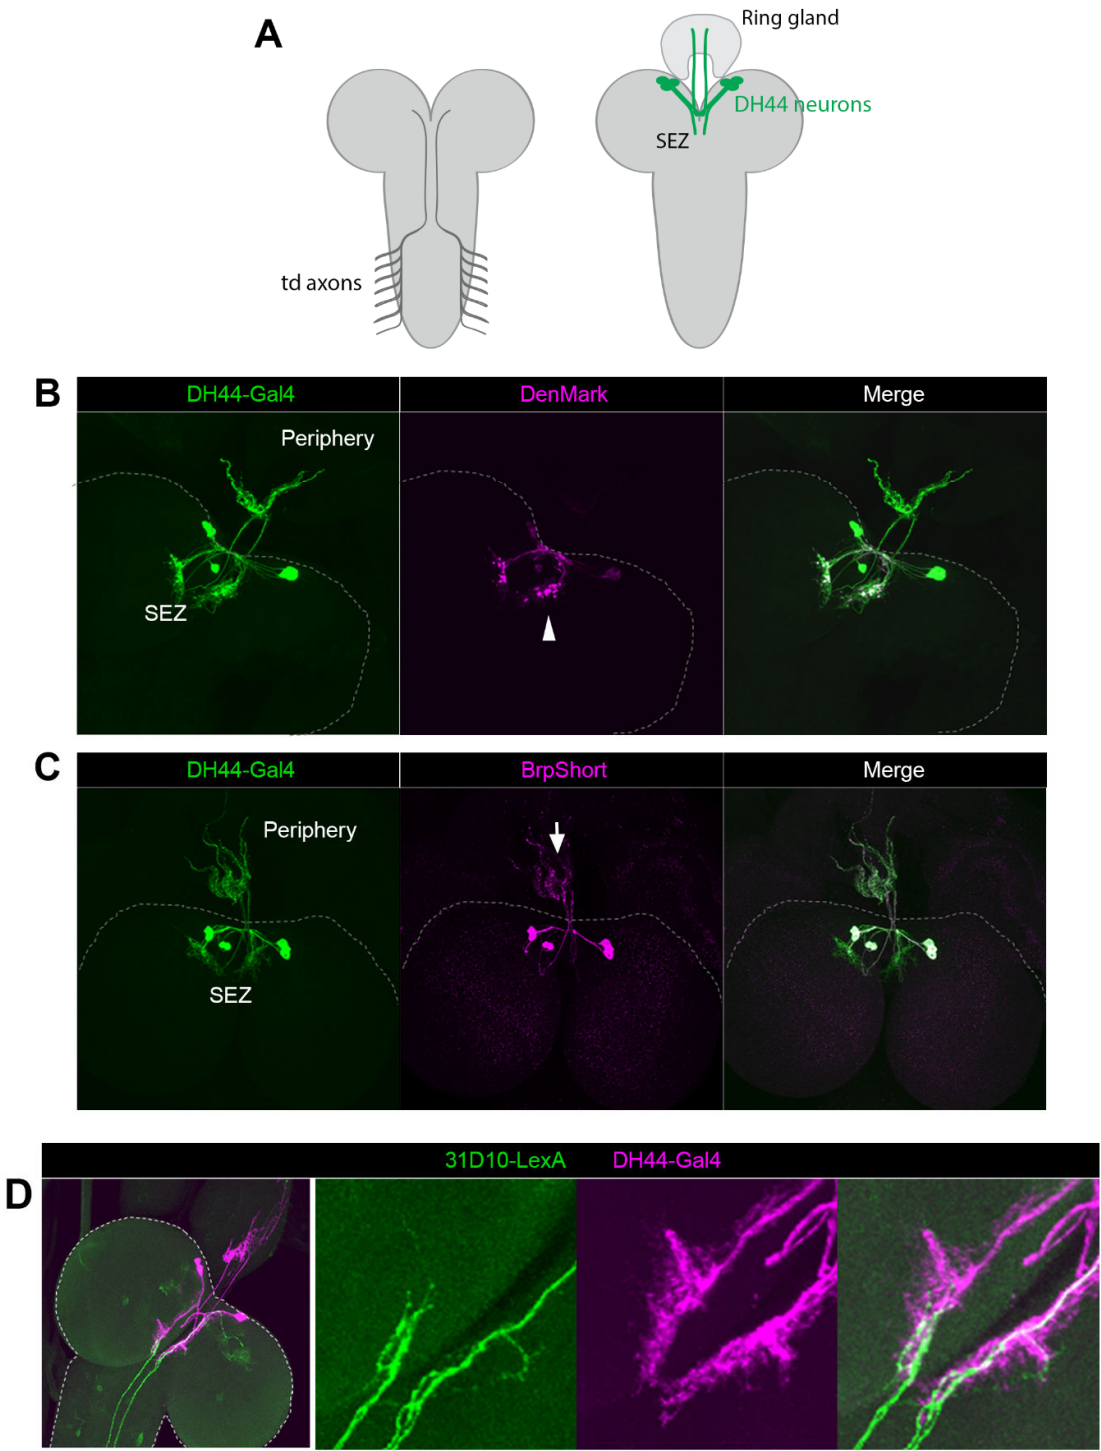 A
Ring gland
DH44 neurons
SEZ
td axons
B
DH44-Gal4 DenMark Merge
Periphery
SEZ
C
DH44-Gal4 BrpShort Merge
Periphery
SEZ
D
31D10-LexA DH44-Gal4